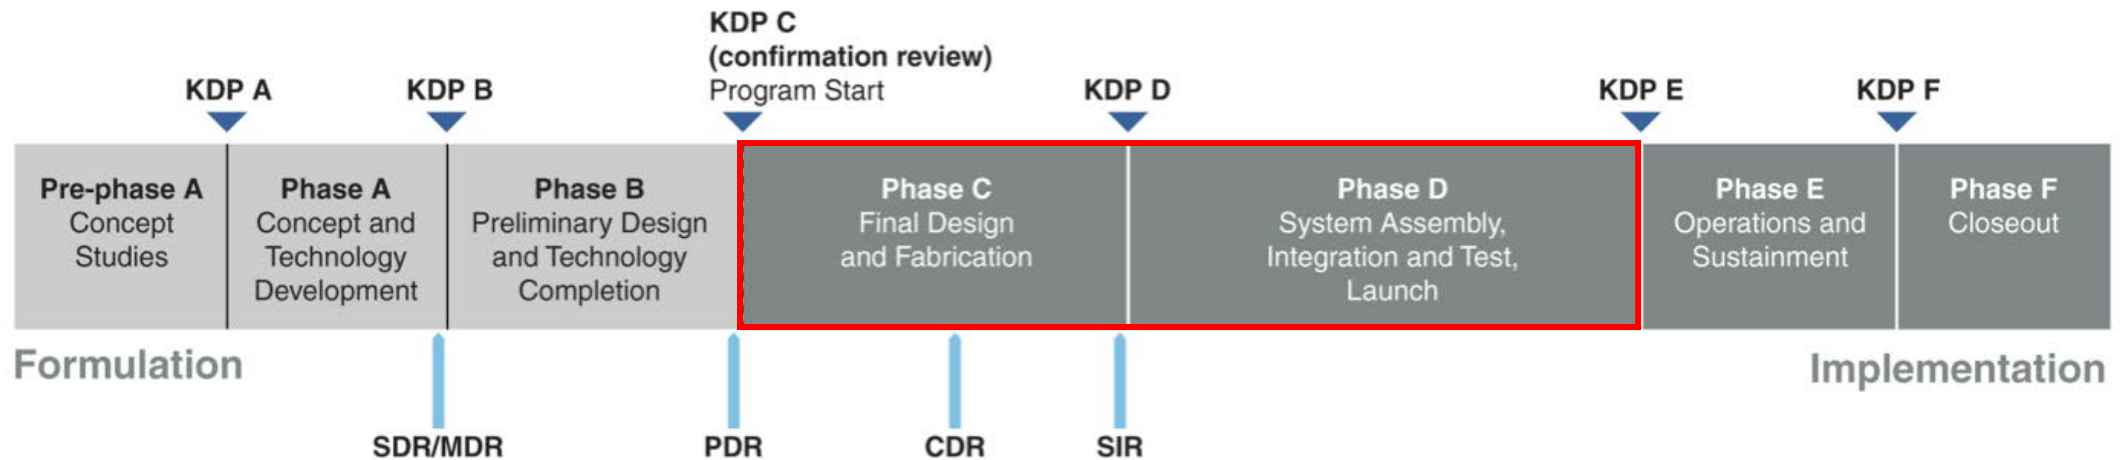 KDP C
(confirmation review)
Program Start
KDP A
KDP B
KDP D
KDP E
KDP F
Pre-phase A
Concept
Studies
Phase A
Concept and
Technology
Development
Phase B
Preliminary Design
and Technology
Completion
Phase C
Final Design
and Fabrication
Phase D
System Assembly,
Integration and Test,
Launch
Phase E
Operations and
Sustainment
Phase F
Closeout
Formulation
Implementation
SDR/MDR
PDR
CDR
SIR